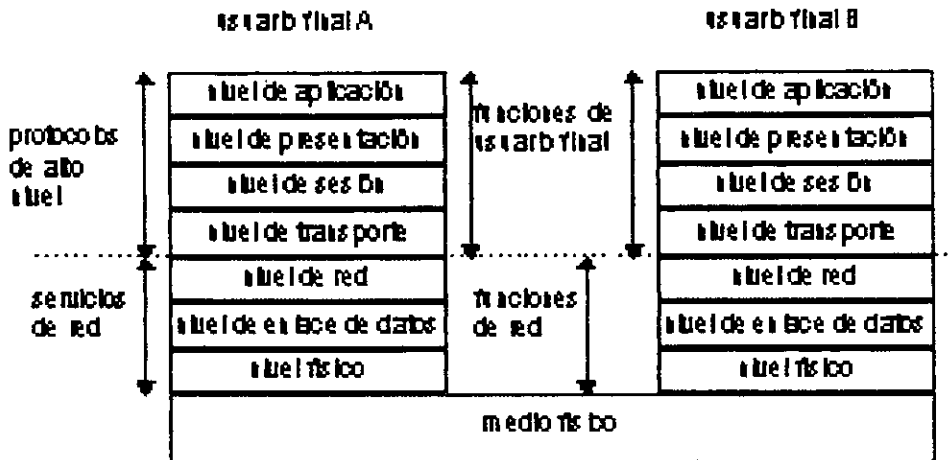 usuario final A
usuario final B
nivel de aplicación
nivel de presentación
nivel de sesión
nivel de transporte
nivel de red
nivel de enlace de datos
nivel físico
protocolos
de alto
nivel
servicios
de red
funciones de
usuario final
funciones
de red
nivel de aplicación
nivel de presentación
nivel de sesión
nivel de transporte
nivel de red
nivel de enlace de datos
nivel físico
medio físico